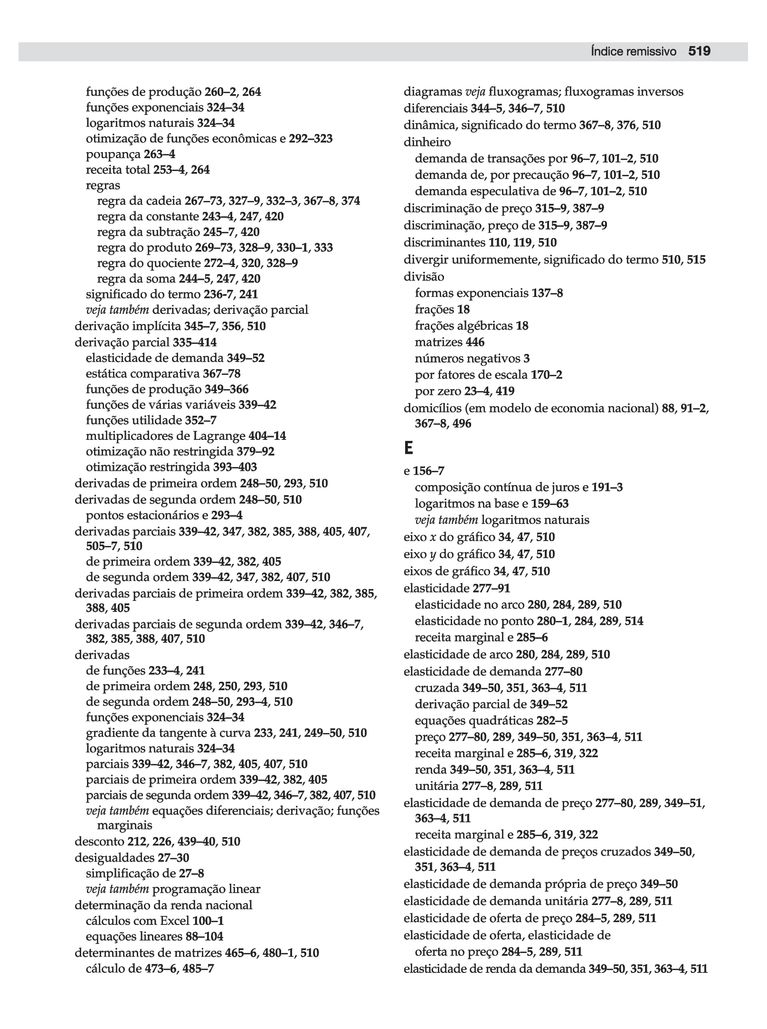 Índice remissivo 519
funções de produção 260–2, 264
funções exponenciais 324–34
logaritmos naturais 324–34
otimização de funções econômicas e 292–323
poupança 263–4
receita total 253–4, 264
regras
regra da cadeia 267–73, 327–9, 332–3, 367–8, 374
regra da constante 243–4, 247, 420
regra da subtração 245–7, 420
regra do produto 269–73, 328–9, 330–1, 333
regra do quociente 272–4, 320, 328–9
regra da soma 244–5, 247, 420
significado do termo 236-7, 241
veja também derivadas; derivação parcial
derivação implícita 345–7, 356, 510
derivação parcial 335–414
elasticidade de demanda 349–52
estática comparativa 367–78
funções de produção 349–366
funções de várias variáveis 339–42
funções utilidade 352–7
multiplicadores de Lagrange 404–14
otimização não restringida 379–92
otimização restringida 393–403
derivadas de primeira ordem 248–50, 293, 510
derivadas de segunda ordem 248–50, 510
pontos estacionários e 293–4
derivadas parciais 339–42, 347, 382, 385, 388, 405, 407,
505–7, 510
de primeira ordem 339–42, 382, 405
de segunda ordem 339–42, 347, 382, 407, 510
derivadas parciais de primeira ordem 339–42, 382, 385,
388, 405
derivadas parciais de segunda ordem 339–42, 346–7,
382, 385, 388, 407, 510
derivadas
de funções 233–4, 241
de primeira ordem 248, 250, 293, 510
de segunda ordem 248–50, 293–4, 510
funções exponenciais 324–34
gradiente da tangente à curva 233, 241, 249–50, 510
logaritmos naturais 324–34
parciais 339–42, 346–7, 382, 405, 407, 510
parciais de primeira ordem 339–42, 382, 405
parciais de segunda ordem 339–42, 346–7, 382, 407, 510
veja também equações diferenciais; derivação; funções
marginais
desconto 212, 226, 439–40, 510
desigualdades 27–30
simplificação de 27–8
veja também programação linear
determinação da renda nacional
cálculos com Excel 100–1
equações lineares 88–104
determinantes de matrizes 465–6, 480–1, 510
cálculo de 473–6, 485–7
diagramas veja fluxogramas; fluxogramas inversos
diferenciais 344–5, 346–7, 510
dinâmica, significado do termo 367–8, 376, 510
dinheiro
demanda de transações por 96–7, 101–2, 510
demanda de, por precaução 96–7, 101–2, 510
demanda especulativa de 96–7, 101–2, 510
discriminação de preço 315–9, 387–9
discriminação, preço de 315–9, 387–9
discriminantes 110, 119, 510
divergir uniformemente, significado do termo 510, 515
divisão
formas exponenciais 137–8
frações 18
frações algébricas 18
matrizes 446
números negativos 3
por fatores de escala 170–2
por zero 23–4, 419
domicílios (em modelo de economia nacional) 88, 91–2,
367–8, 496
E
e 156–7
composição contínua de juros e 191–3
logaritmos na base e 159–63
veja também logaritmos naturais
eixo x do gráfico 34, 47, 510
eixo y do gráfico 34, 47, 510
eixos de gráfico 34, 47, 510
elasticidade 277–91
elasticidade no arco 280, 284, 289, 510
elasticidade no ponto 280–1, 284, 289, 514
receita marginal e 285–6
elasticidade de arco 280, 284, 289, 510
elasticidade de demanda 277–80
cruzada 349–50, 351, 363–4, 511
derivação parcial de 349–52
equações quadráticas 282–5
preço 277–80, 289, 349–50, 351, 363–4, 511
receita marginal e 285–6, 319, 322
renda 349–50, 351, 363–4, 511
unitária 277–8, 289, 511
elasticidade de demanda de preço 277–80, 289, 349–51,
363–4, 511
receita marginal e 285–6, 319, 322
elasticidade de demanda de preços cruzados 349–50,
351, 363–4, 511
elasticidade de demanda própria de preço 349–50
elasticidade de demanda unitária 277–8, 289, 511
elasticidade de oferta de preço 284–5, 289, 511
elasticidade de oferta, elasticidade de
oferta no preço 284–5, 289, 511
elasticidade de renda da demanda 349–50, 351, 363–4, 511